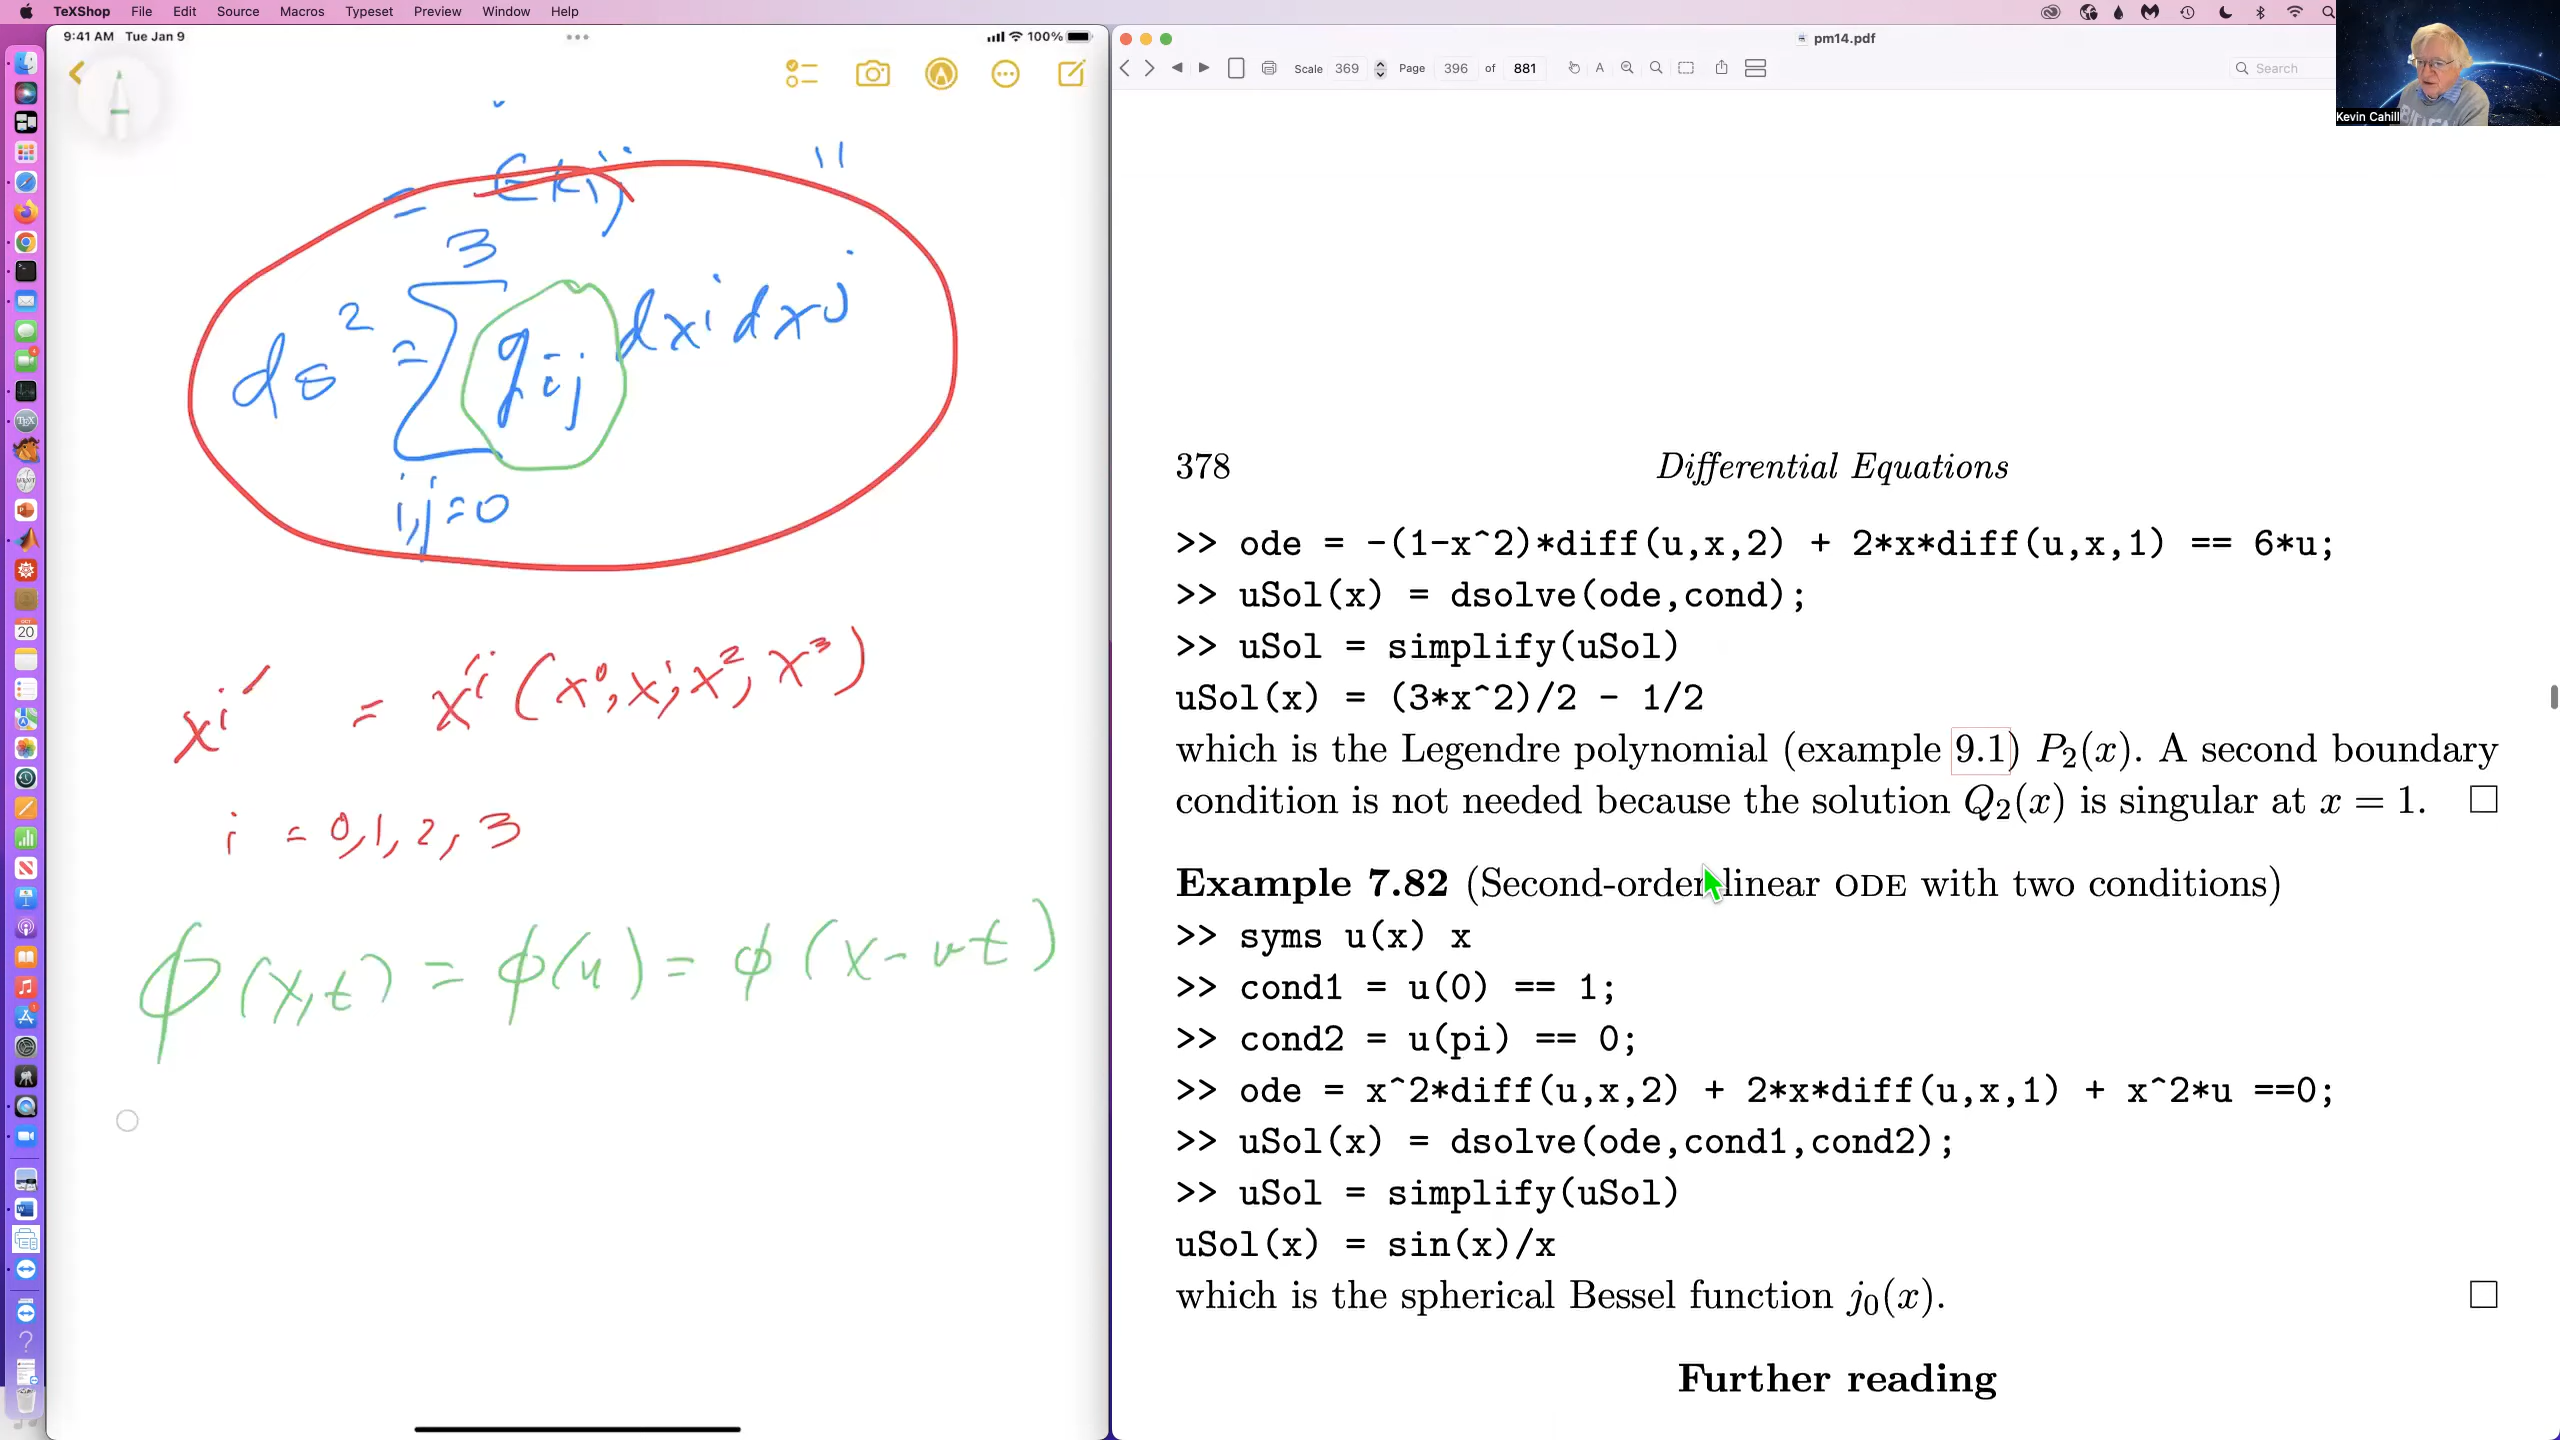 TeXShop File Edit Source Macros Typeset Preview Window Help
9:41 AM Tue Jan 9
100%
= ϵkij
ds² = ∑ gij dxⁱ dxʲ
3
i,j=0
xⁱ′ = x′ⁱ (x⁰, x¹, x², x³)
i = 0, 1, 2, 3
ϕ(x,t) = ϕ(u) = ϕ(x-vt)
pm14.pdf
Scale 369 Page 396 of 881
Search
Kevin Cahill
378 Differential Equations
>> ode = -(1-x^2)*diff(u,x,2) + 2*x*diff(u,x,1) == 6*u;
>> uSol(x) = dsolve(ode,cond);
>> uSol = simplify(uSol)
uSol(x) = (3*x^2)/2 - 1/2
which is the Legendre polynomial (example 9.1) P₂(x). A second boundary
condition is not needed because the solution Q₂(x) is singular at x = 1. □
Example 7.82 (Second-order linear ODE with two conditions)
>> syms u(x) x
>> cond1 = u(0) == 1;
>> cond2 = u(pi) == 0;
>> ode = x^2*diff(u,x,2) + 2*x*diff(u,x,1) + x^2*u ==0;
>> uSol(x) = dsolve(ode,cond1,cond2);
>> uSol = simplify(uSol)
uSol(x) = sin(x)/x
which is the spherical Bessel function j₀(x). □
Further reading